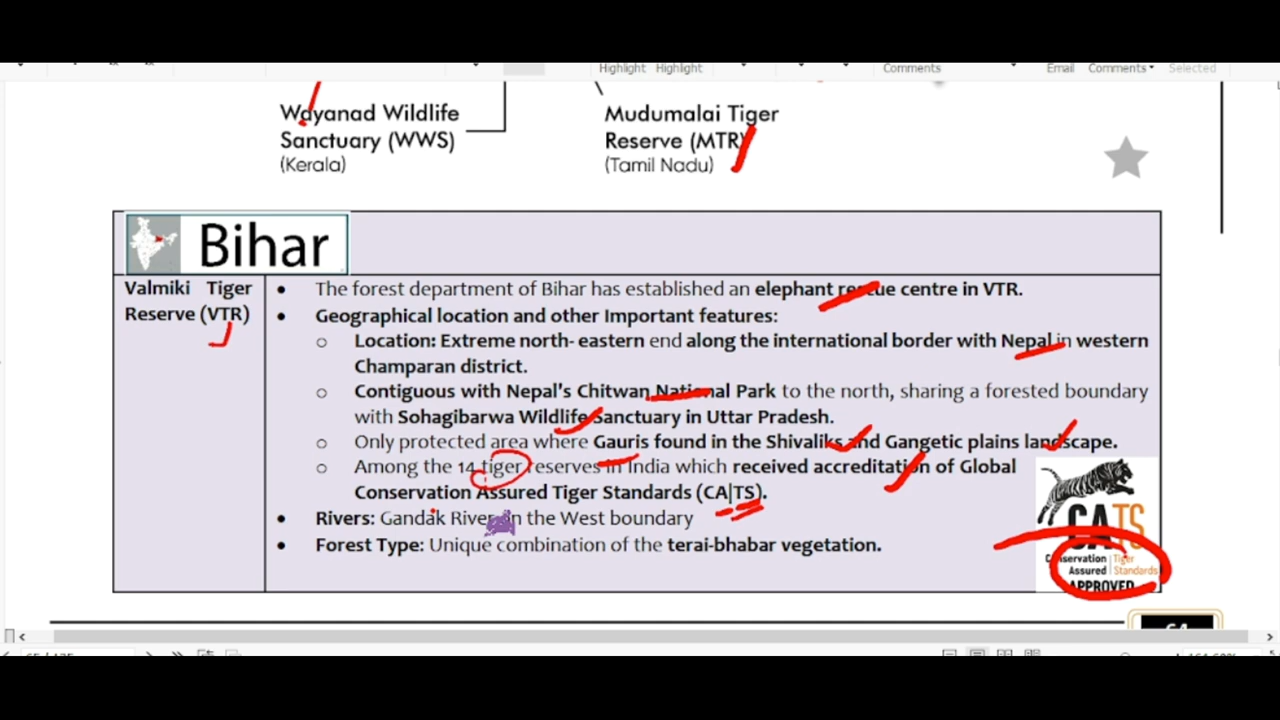 Highlight Highlight Comments Email Comments Selected
Wayanad Wildlife
Sanctuary (WWS)
(Kerala)
Mudumalai Tiger
Reserve (MTR)
(Tamil Nadu)
Bihar
Valmiki Tiger
Reserve (VTR)
• The forest department of Bihar has established an elephant rescue centre in VTR.
• Geographical location and other Important features:
o Location: Extreme north- eastern end along the international border with Nepal in western
Champaran district.
o Contiguous with Nepal's Chitwan National Park to the north, sharing a forested boundary
with Sohagibarwa Wildlife Sanctuary in Uttar Pradesh.
o Only protected area where Gauris found in the Shivaliks and Gangetic plains landscape.
o Among the 14 tiger reserves in India which received accreditation of Global
Conservation Assured Tiger Standards (CA|TS).
• Rivers: Gandak River in the West boundary
• Forest Type: Unique combination of the terai-bhabar vegetation.
CATS
Conservation Tiger
Assured Standards
APPROVED